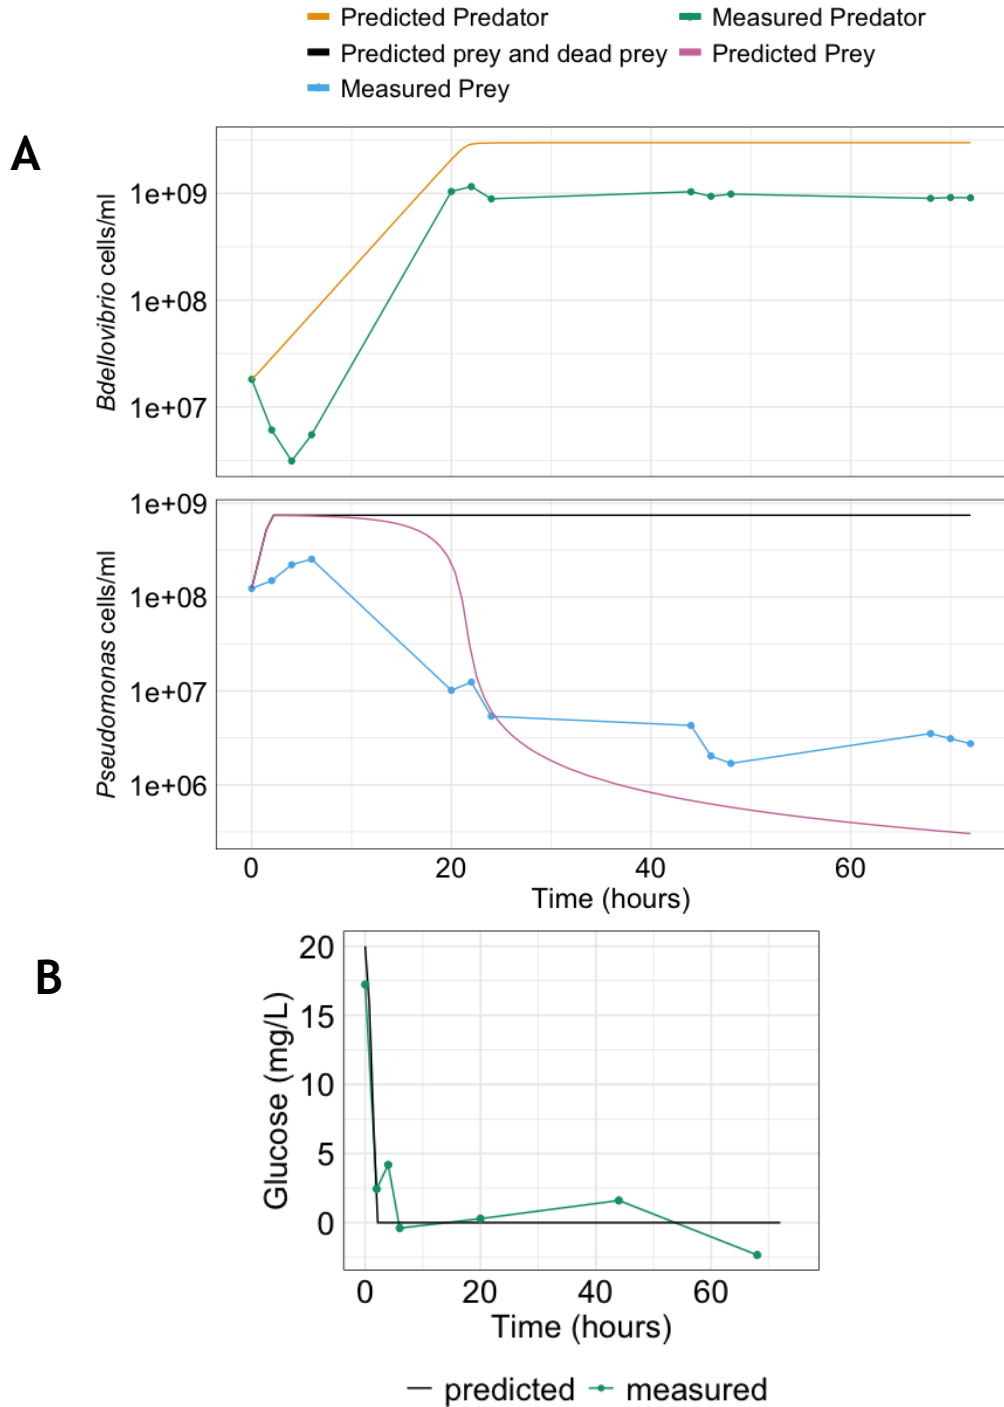 Predicted Predator
Measured Predator
Predicted prey and dead prey
Predicted Prey
Measured Prey
A
Bdellovibrio cells/ml
1e+09
1e+08
1e+07
Pseudomonas cells/ml
1e+09
1e+08
1e+07
1e+06
0 20 40 60
Time (hours)
B
Glucose (mg/L)
20
15
10
5
0
0 20 40 60
Time (hours)
predicted measured